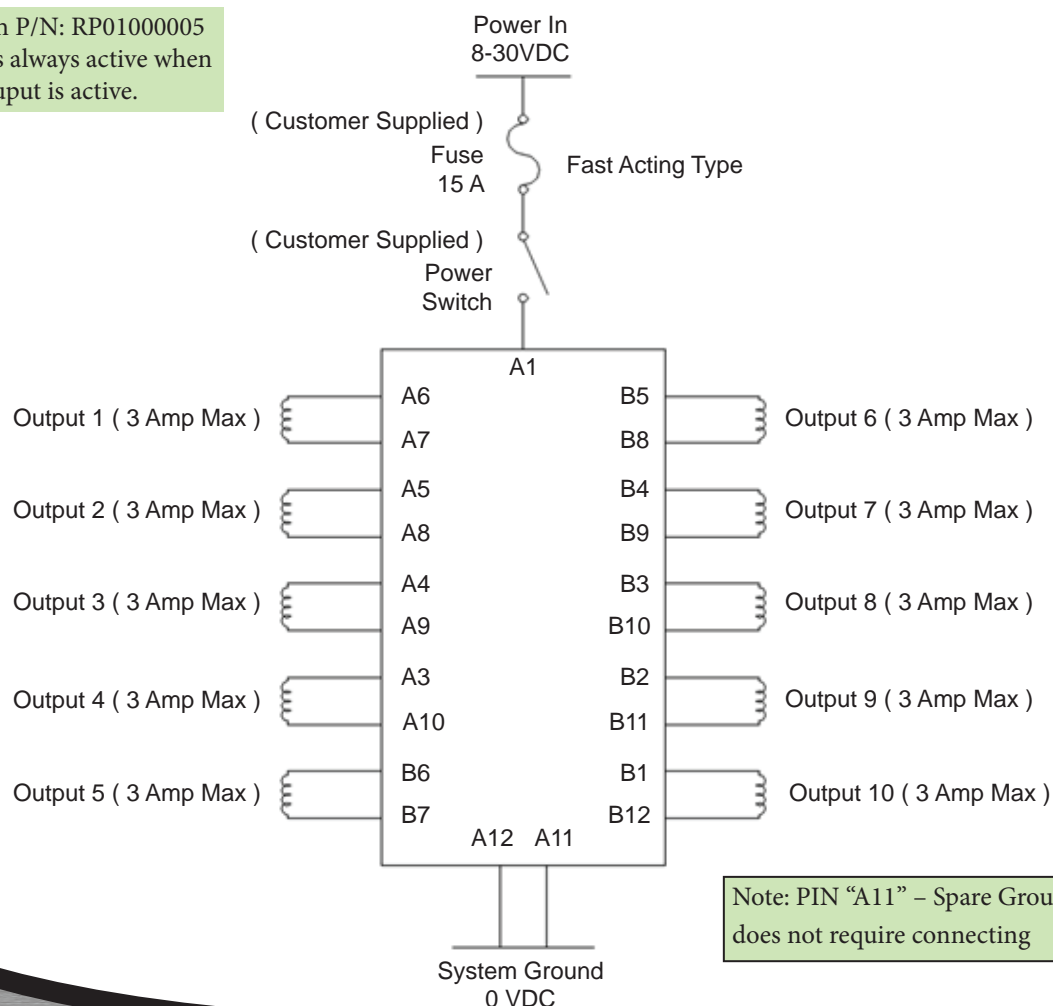 P/N: RP01000005
always active when
is active.
Power In
8-30VDC
( Customer Supplied )
Fuse
15 A
Fast Acting Type
( Customer Supplied )
Power
Switch
A1
Output 1 ( 3 Amp Max )
A6
A7
B5
B8
Output 6 ( 3 Amp Max )
Output 2 ( 3 Amp Max )
A5
A8
B4
B9
Output 7 ( 3 Amp Max )
Output 3 ( 3 Amp Max )
A4
A9
B3
B10
Output 8 ( 3 Amp Max )
Output 4 ( 3 Amp Max )
A3
A10
B2
B11
Output 9 ( 3 Amp Max )
Output 5 ( 3 Amp Max )
B6
B7
B1
B12
Output 10 ( 3 Amp Max )
A12 A11
Note: PIN “A11” – Spare
does not require connecting
System Ground
0 VDC